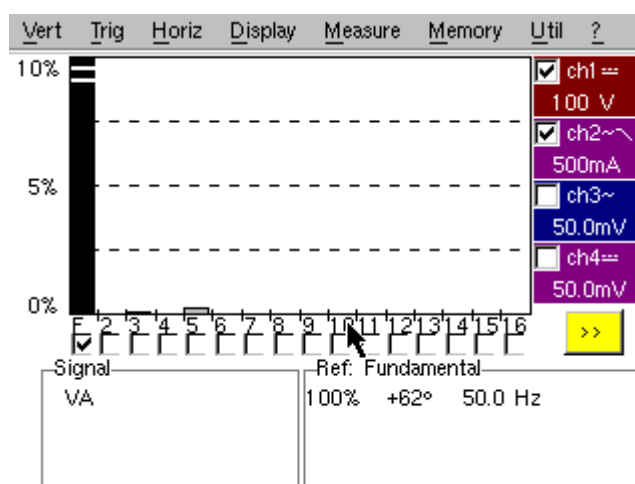 Vert Trig Horiz Display Measure Memory Util ?
10%
ch1
100 V
ch2~
500mA
5%
ch3~
50.0mV
ch4
50.0mV
0%
F 2 3 4 5 6 7 8 9 10 11 12 13 14 15 16
>>
Signal
VA
Ref: Fundamental
100% +62º 50.0 Hz